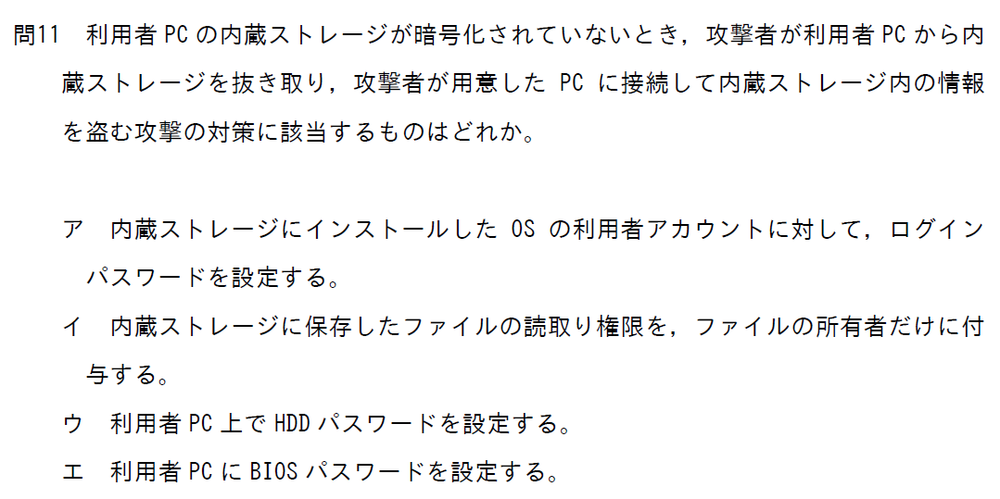 問11　利用者 PC の内蔵ストレージが暗号化されていないとき，攻撃者が利用者 PC から内
蔵ストレージを抜き取り，攻撃者が用意した PC に接続して内蔵ストレージ内の情報
を盗む攻撃の対策に該当するものはどれか。
ア　内蔵ストレージにインストールした OS の利用者アカウントに対して，ログイン
パスワードを設定する。
イ　内蔵ストレージに保存したファイルの読取り権限を，ファイルの所有者だけに付
与する。
ウ　利用者 PC 上で HDD パスワードを設定する。
エ　利用者 PC に BIOS パスワードを設定する。